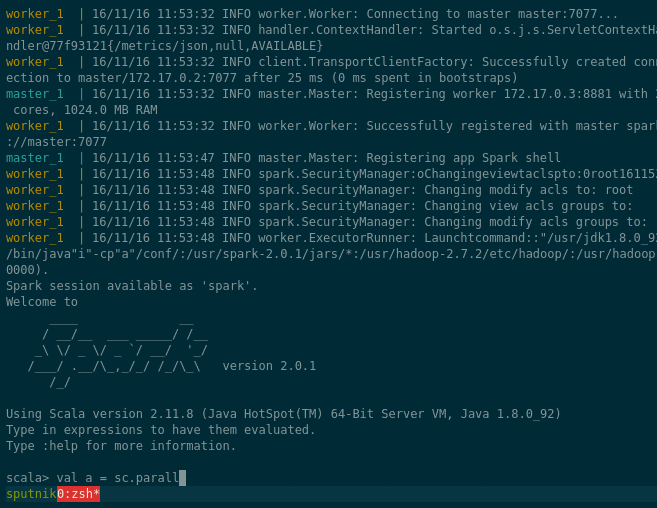 worker_1  | 16/11/16 11:53:32 INFO worker.Worker: Connecting to master master:7077...
worker_1  | 16/11/16 11:53:32 INFO handler.ContextHandler: Started o.s.j.s.ServletContextHa
ndler@77f93121{/metrics/json,null,AVAILABLE}
worker_1  | 16/11/16 11:53:32 INFO client.TransportClientFactory: Successfully created conn
ection to master/172.17.0.2:7077 after 25 ms (0 ms spent in bootstraps)
master_1  | 16/11/16 11:53:32 INFO master.Master: Registering worker 172.17.0.3:8881 with
cores, 1024.0 MB RAM
worker_1  | 16/11/16 11:53:32 INFO worker.Worker: Successfully registered with master spark
://master:7077
master_1  | 16/11/16 11:53:47 INFO master.Master: Registering app Spark shell
worker_1  | 16/11/16 11:53:48 INFO spark.SecurityManager:oChangingeviewtaclspto:0root16115
worker_1  | 16/11/16 11:53:48 INFO spark.SecurityManager: Changing modify acls to: root
worker_1  | 16/11/16 11:53:48 INFO spark.SecurityManager: Changing view acls groups to:
worker_1  | 16/11/16 11:53:48 INFO spark.SecurityManager: Changing modify acls groups to:
worker_1  | 16/11/16 11:53:48 INFO worker.ExecutorRunner: Launchtcommand::"/usr/jdk1.8.0_92
/bin/java"i"-cp"a"/conf/:/usr/spark-2.0.1/jars/*:/usr/hadoop-2.7.2/etc/hadoop/:/usr/hadoop
0000).
Spark session available as 'spark'.
Welcome to
version 2.0.1
Using Scala version 2.11.8 (Java HotSpot(TM) 64-Bit Server VM, Java 1.8.0_92)
Type in expressions to have them evaluated.
Type :help for more information.
scala> val a = sc.parall
sputnik 0:zsh*